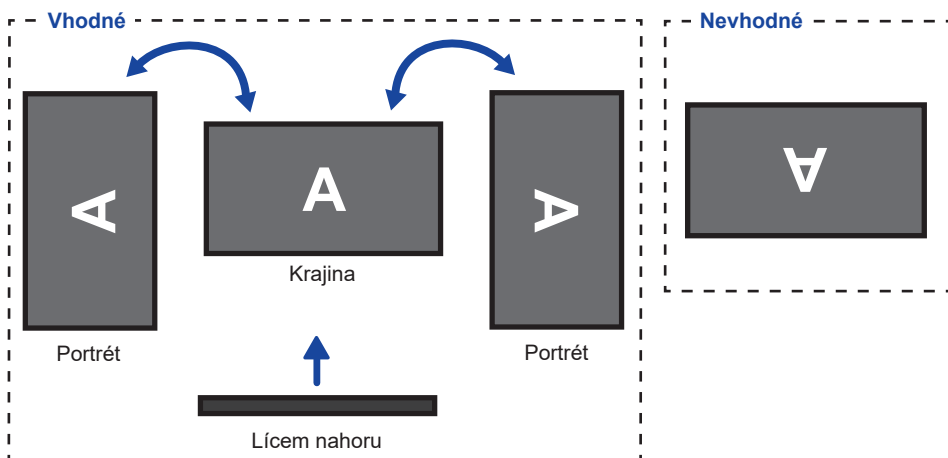 Vhodné
Nevhodné
A
A
A
A
Krajina
Portrét
Portrét
Lícem nahoru